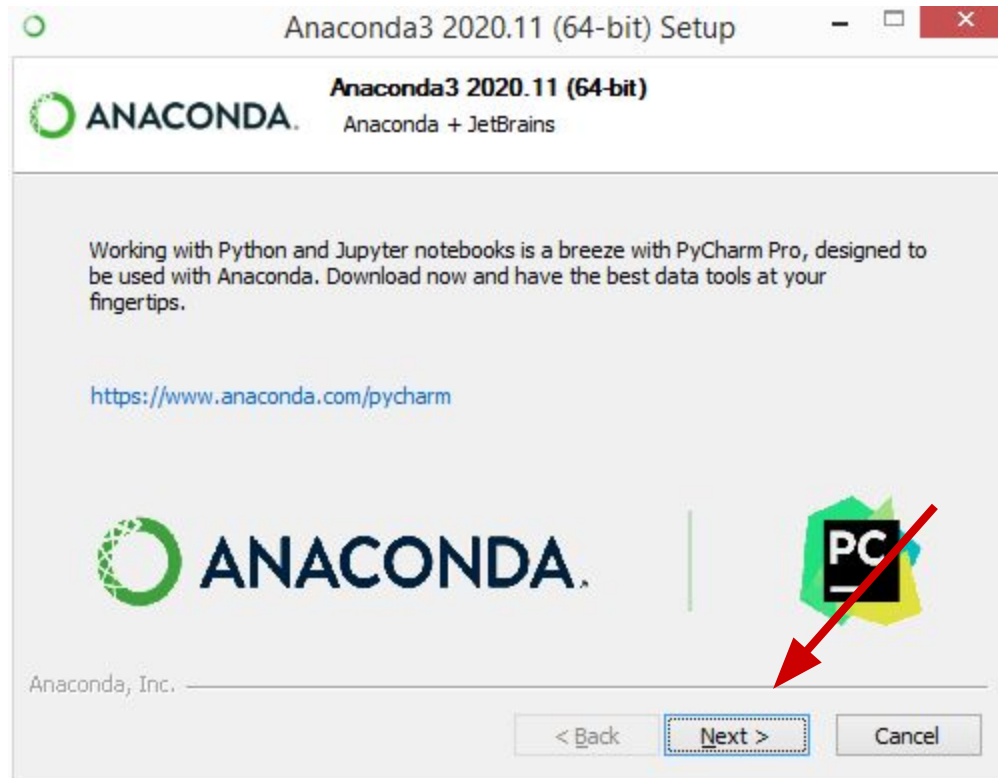 Anaconda3 2020.11 (64-bit) Setup
ANACONDA.
Anaconda3 2020.11 (64-bit)
Anaconda + JetBrains
Working with Python and Jupyter notebooks is a breeze with PyCharm Pro, designed to
be used with Anaconda. Download now and have the best data tools at your
fingertips.
https://www.anaconda.com/pycharm
ANACONDA.
PC
Anaconda, Inc.
< Back Next > Cancel